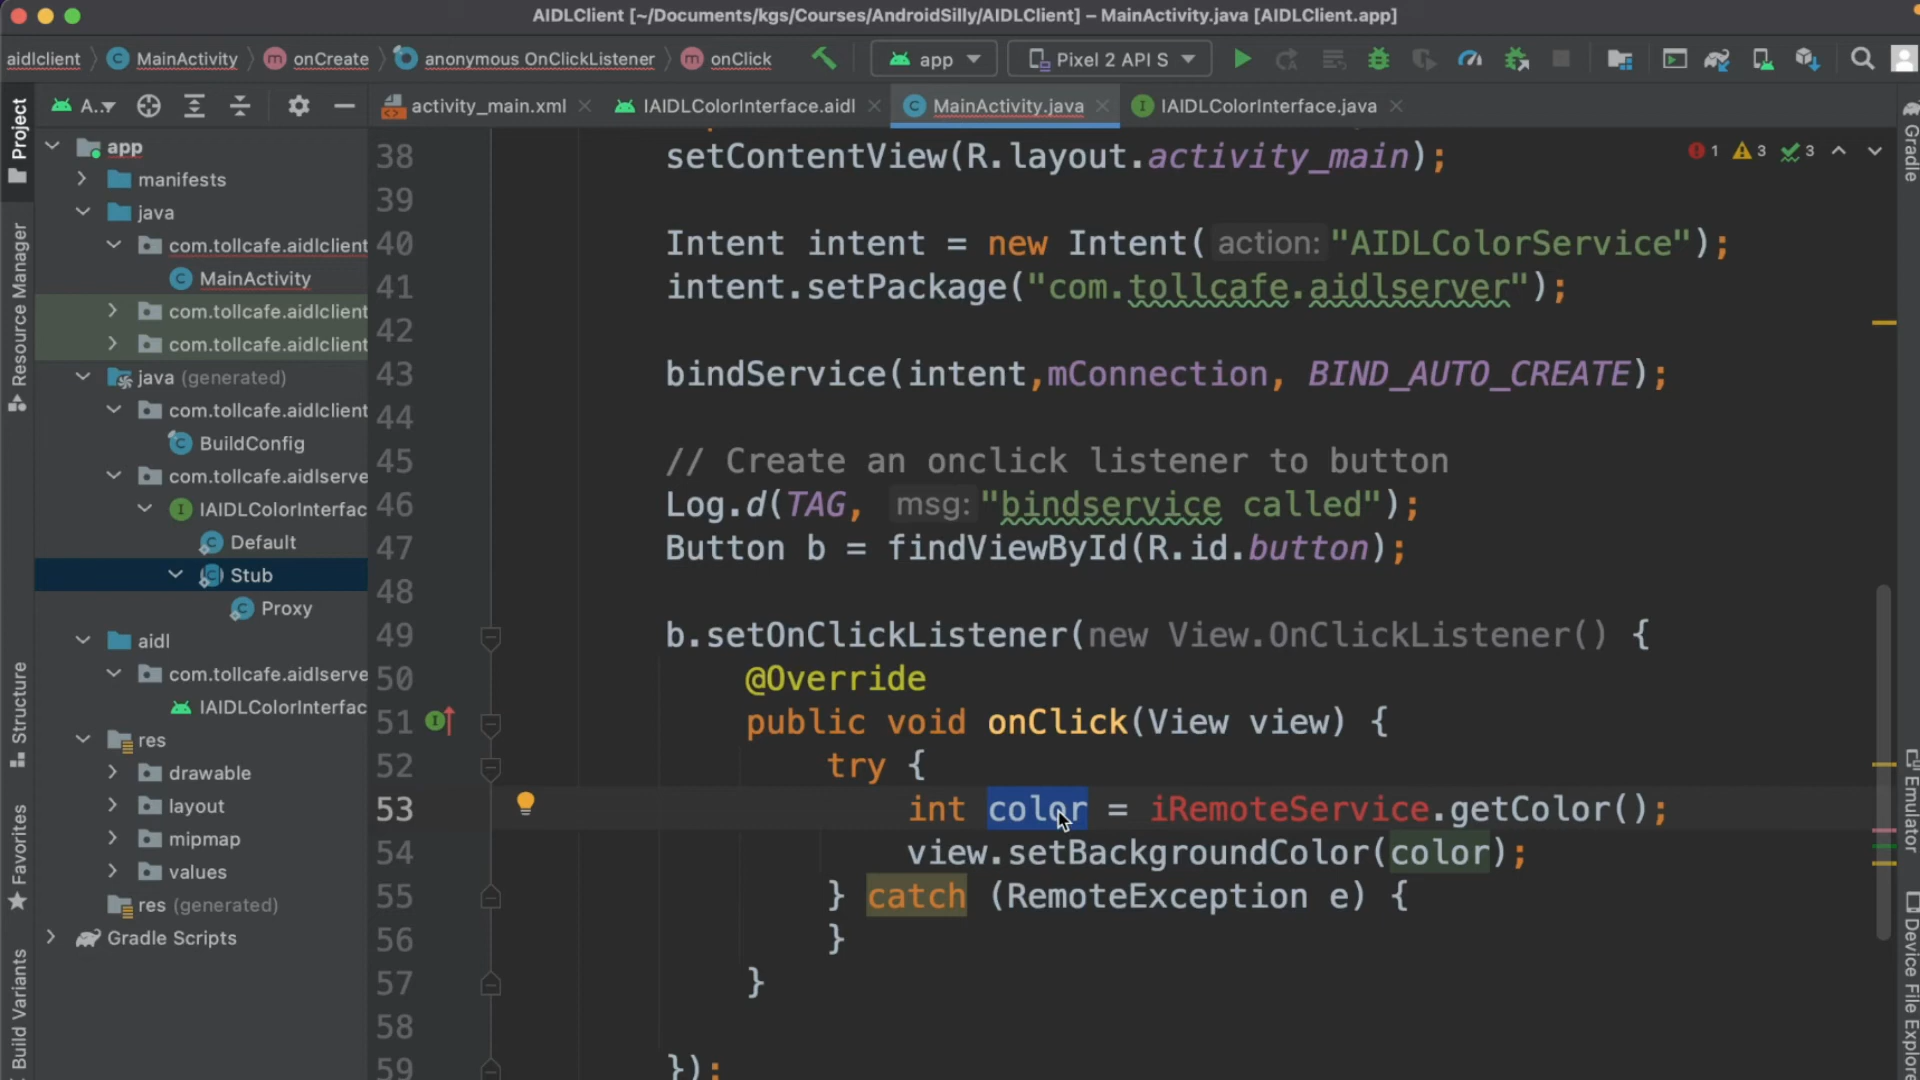 AIDLClient [~/Documents/kgs/Courses/AndroidSilly/AIDLClient] – MainActivity.java [AIDLClient.app]
aidlclient MainActivity onCreate anonymous OnClickListener onClick app Pixel 2 API S
A.. activity_main.xml IAIDLColorInterface.aidl MainActivity.java IAIDLColorInterface.java
Project
Resource Manager
Structure
Favorites
Build Variants
app
manifests
java
com.tollcafe.aidlclient
MainActivity
com.tollcafe.aidlclient
com.tollcafe.aidlclient
java (generated)
com.tollcafe.aidlclient
BuildConfig
com.tollcafe.aidlserve
IAIDLColorInterfac
Default
Stub
Proxy
aidl
com.tollcafe.aidlserve
IAIDLColorInterfac
res
drawable
layout
mipmap
values
res (generated)
Gradle Scripts
1 3 3
38 setContentView(R.layout.activity_main);
39
40 Intent intent = new Intent( action: "AIDLColorService");
41 intent.setPackage("com.tollcafe.aidlserver");
42
43 bindService(intent,mConnection, BIND_AUTO_CREATE);
44
45 // Create an onclick listener to button
46 Log.d(TAG, msg: "bindservice called");
47 Button b = findViewById(R.id.button);
48
49 b.setOnClickListener(new View.OnClickListener() {
50 @Override
51 public void onClick(View view) {
52 try {
53 int color = iRemoteService.getColor();
54 view.setBackgroundColor(color);
55 } catch (RemoteException e) {
56 }
57 }
58
59 });
Gradle
Emulator
Device File Explorer